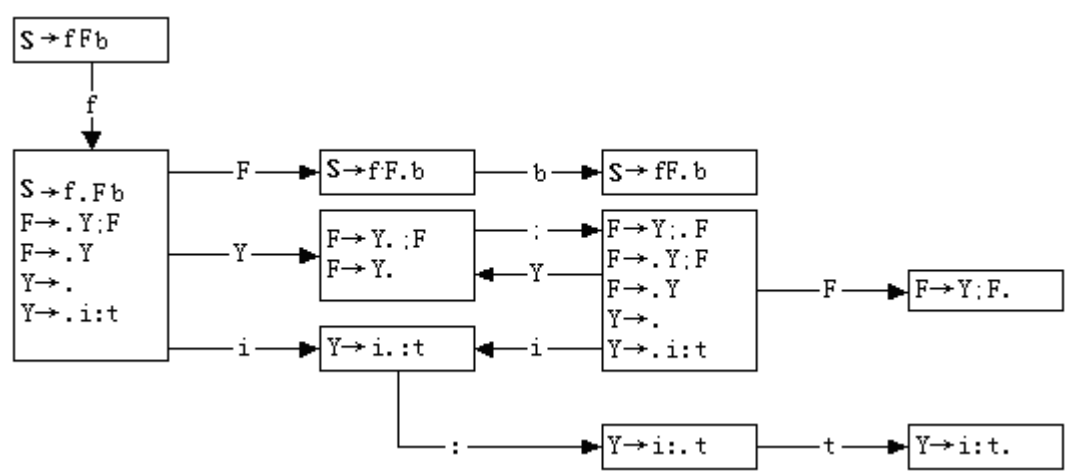 S→fFb
f
S→f.Fb
F→.Y;F
F→.Y
Y→.
Y→.i:t
F
S→fF.b
b
S→fF.b
Y
F→Y.;F
F→Y.
;
Y
F→Y;.F
F→.Y;F
F→.Y
Y→.
Y→.i:t
F
F→Y;F.
i
Y→i.:t
i
:
Y→i:.t
t
Y→i:t.